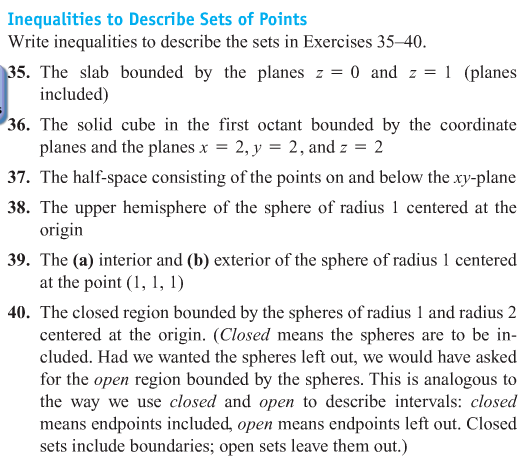 Inequalities to Describe Sets of Points
Write inequalities to describe the sets in Exercises 35–40.
35. The slab bounded by the planes z = 0 and z = 1 (planes
included)
36. The solid cube in the first octant bounded by the coordinate
planes and the planes x = 2, y = 2, and z = 2
37. The half-space consisting of the points on and below the xy-plane
38. The upper hemisphere of the sphere of radius 1 centered at the
origin
39. The (a) interior and (b) exterior of the sphere of radius 1 centered
at the point (1, 1, 1)
40. The closed region bounded by the spheres of radius 1 and radius 2
centered at the origin. (Closed means the spheres are to be in-
cluded. Had we wanted the spheres left out, we would have asked
for the open region bounded by the spheres. This is analogous to
the way we use closed and open to describe intervals: closed
means endpoints included, open means endpoints left out. Closed
sets include boundaries; open sets leave them out.)